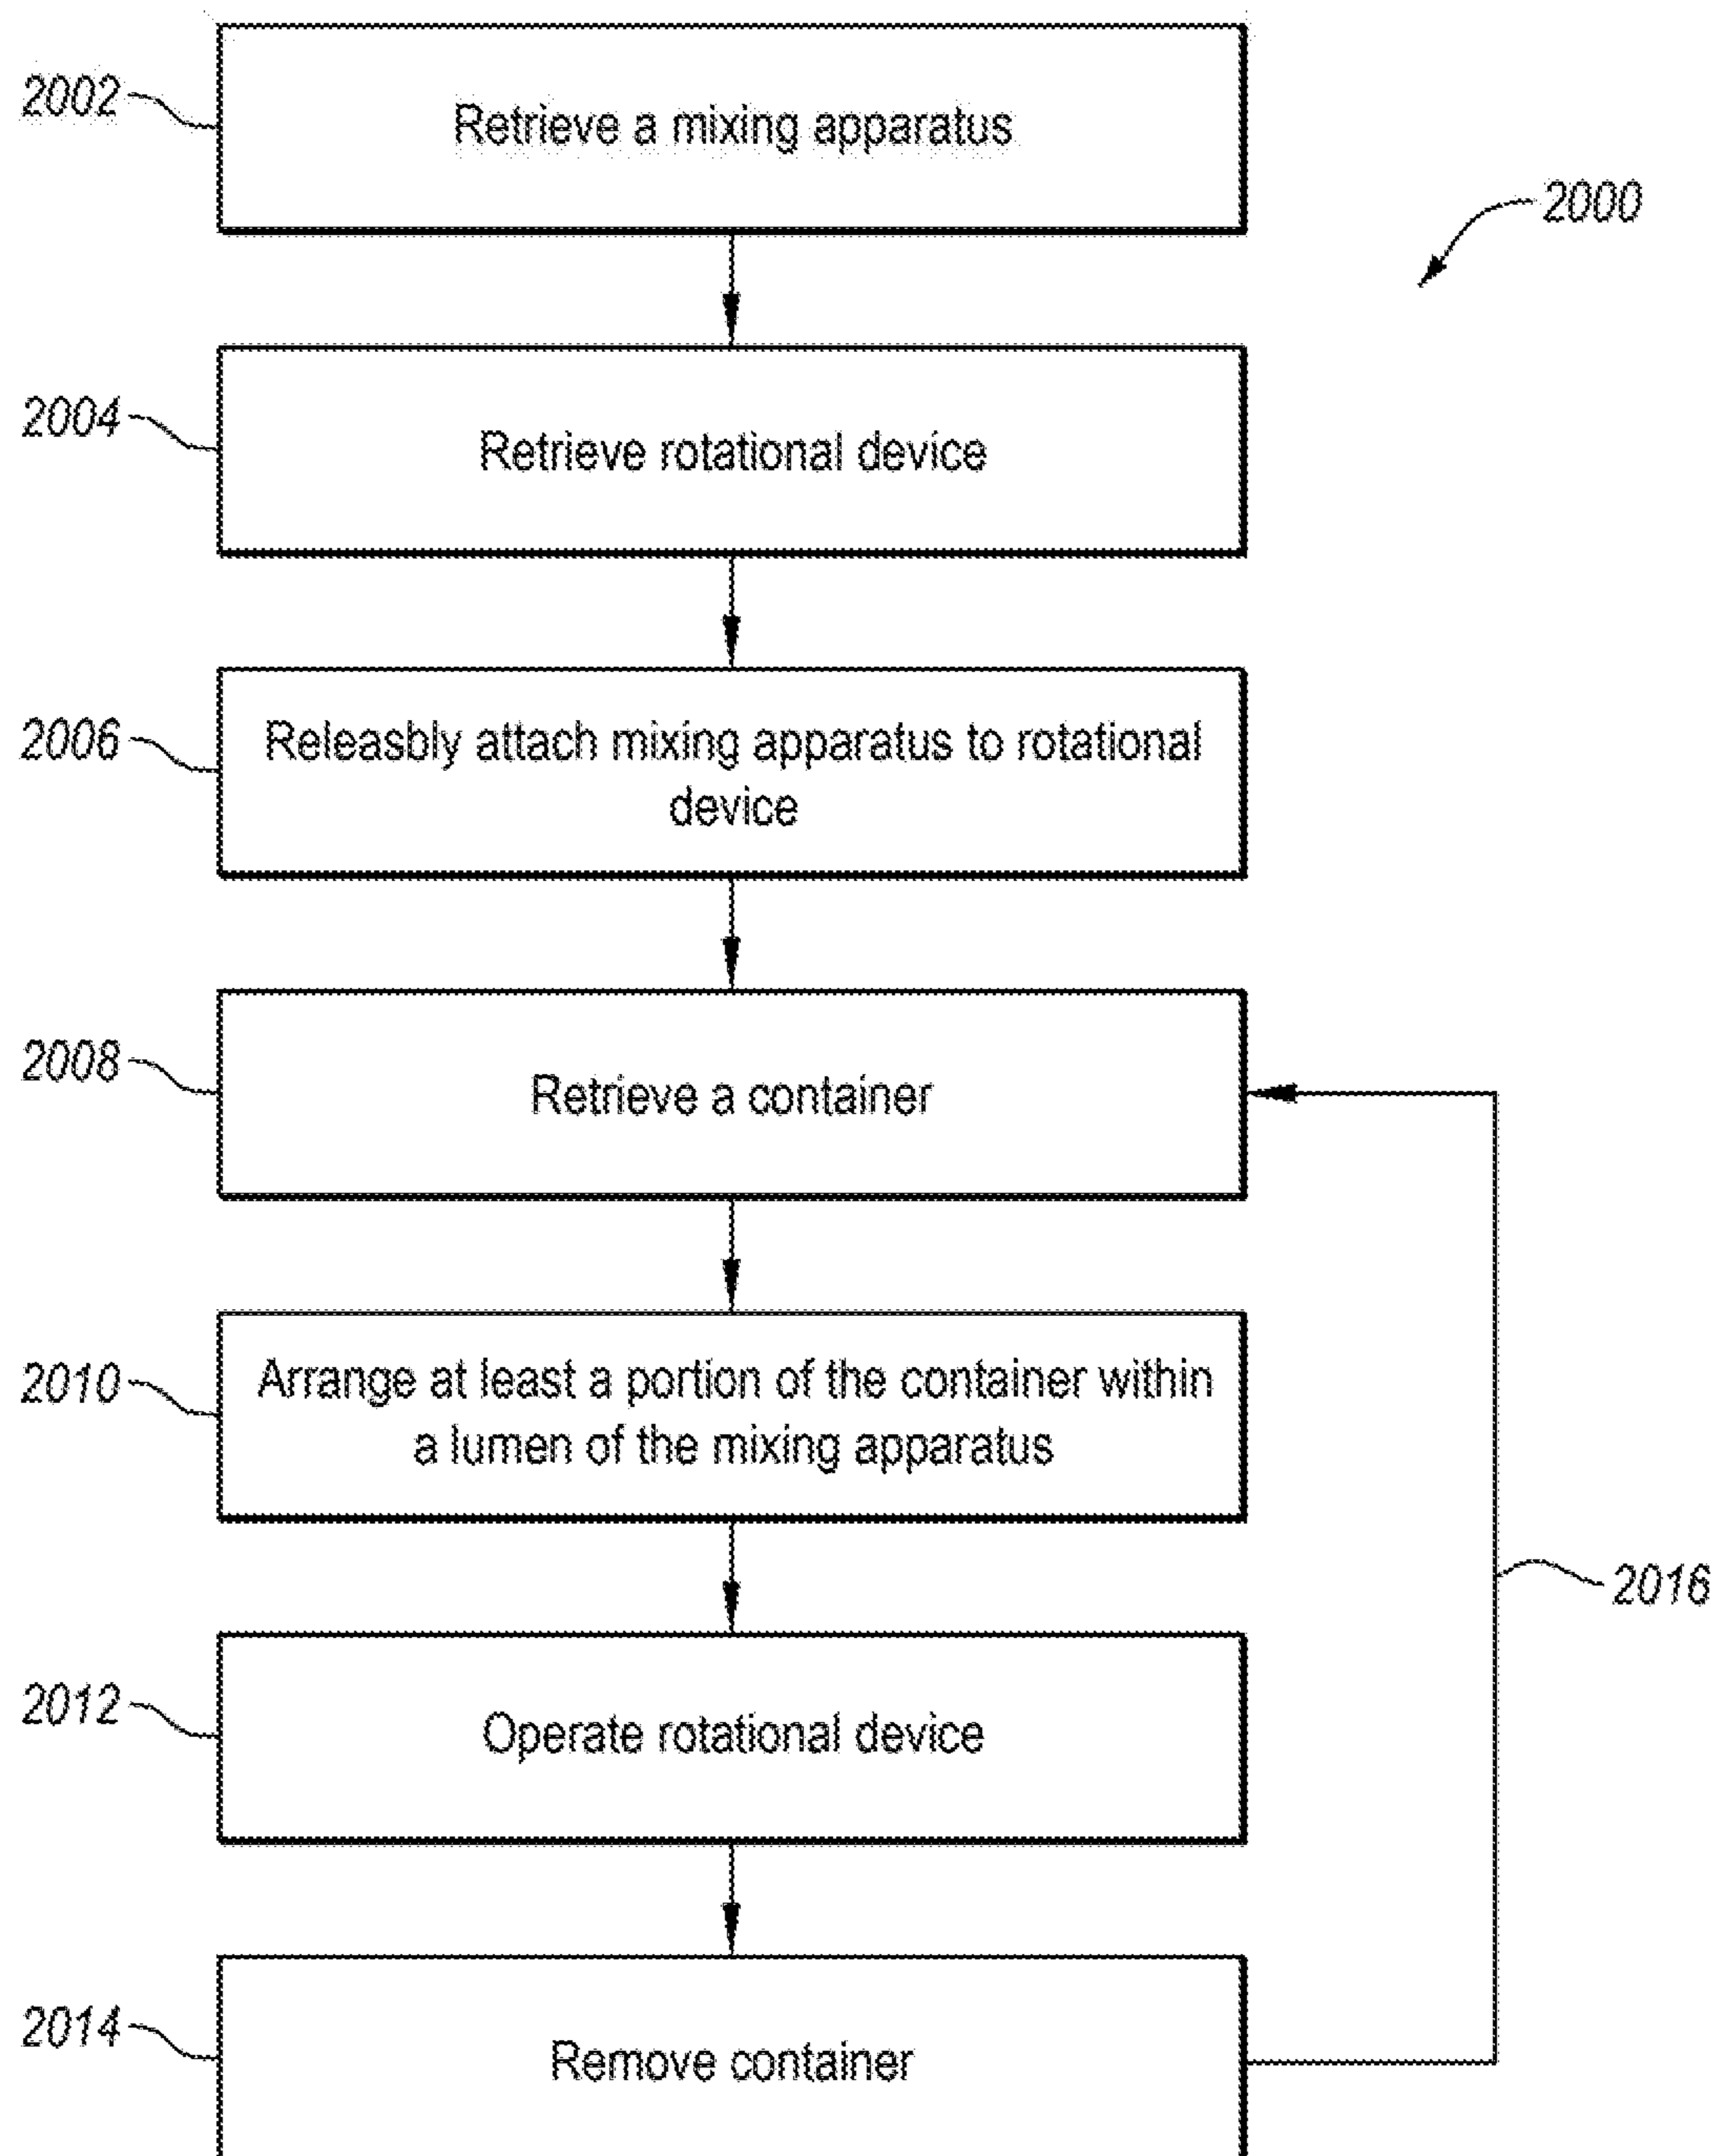 2002
Retrieve a mixing apparatus
2000
2004
Retrieve rotational device
2006
Releasbly attach mixing apparatus to rotational
device
2008
Retrieve a container
2010
Arrange at least a portion of the container within
a lumen of the mixing apparatus
2016
2012
Operate rotational device
2014
Remove container